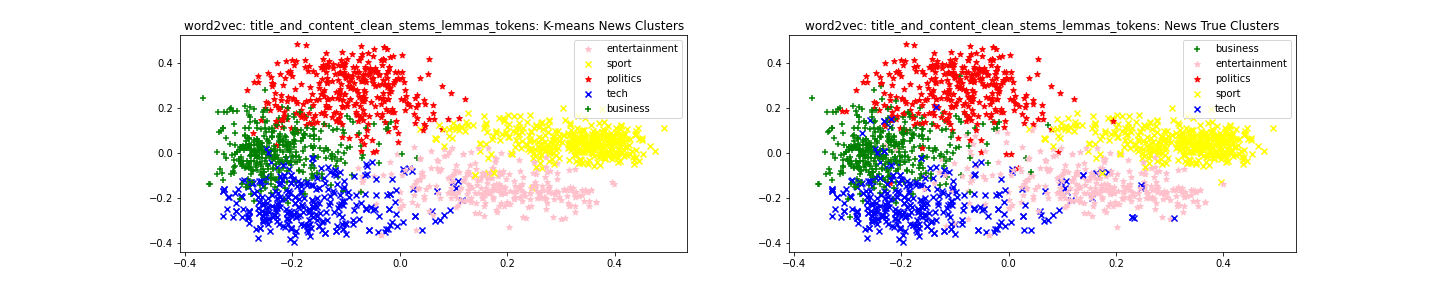 word2vec: title_and_content_clean_stems_lemmas_tokens: K-means News Clusters
entertainment
sport
politics
tech
business
0.4
0.2
0.0
−0.2
−0.4
−0.4
−0.2
0.0
0.2
0.4
word2vec: title_and_content_clean_stems_lemmas_tokens: News True Clusters
business
entertainment
politics
sport
tech
0.4
0.2
0.0
−0.2
−0.4
−0.4
−0.2
0.0
0.2
0.4